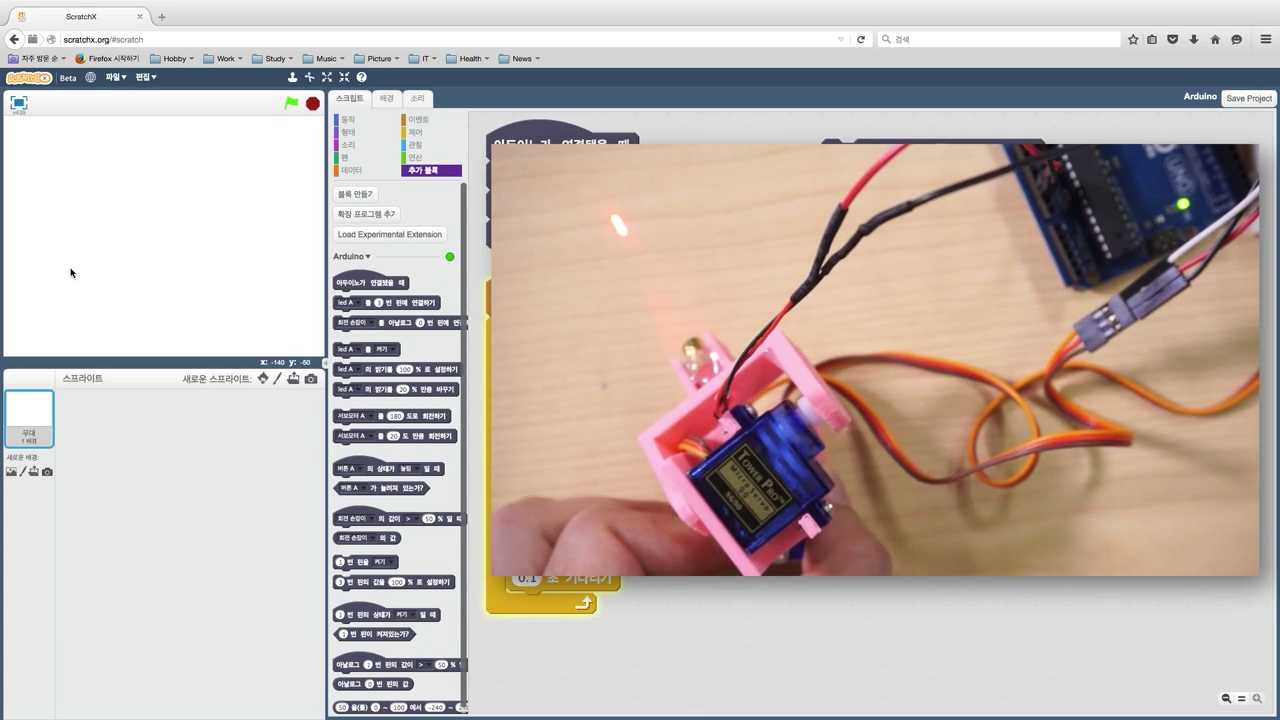 ScratchX
scratchx.org/#scratch
검색
자주 방문 순
Firefox 시작하기
Hobby
Work
Study
Music
Picture
IT
Health
News
SCRATCHX
Beta
파일
편집
v439
스크립트
배경
소리
Arduino
Save Project
동작
이벤트
형태
제어
소리
관찰
펜
연산
데이터
추가 블록
블록 만들기
확장 프로그램 추가
Load Experimental Extension
Arduino
아두이노가 연결됐을 때
led A 를 3 번 핀에 연결하기
회전 손잡이 를 아날로그 0 번 핀에 연결
led A 를 켜기
led A 의 밝기를 100 % 로 설정하기
led A 의 밝기를 20 % 만큼 바꾸기
서보모터 A 를 180 도로 회전하기
서보모터 A 를 20 도 만큼 회전하기
버튼 A 의 상태가 눌림 일 때
버튼 A 가 눌려져 있는가?
회전 손잡이 의 값이 > 50 % 일 때
회전 손잡이 의 값
1 번 핀을 켜기
3 번 핀의 값을 100 % 로 설정하기
1 번 핀의 상태가 켜기 일 때
1 번 핀이 켜져있는가?
아날로그 1 번 핀의 값이 > 50 % 일
아날로그 0 번 핀의 값
50 을(를) 0 ~ 100 에서 -240 ~
x: -140 y: -50
스프라이트
새로운 스프라이트:
무대
1 배경
새로운 배경:
아두이노가 연결됐을 때
UNO
TOWER PRO
Micro Servo
9G
SG90
0.1 초 기다리기